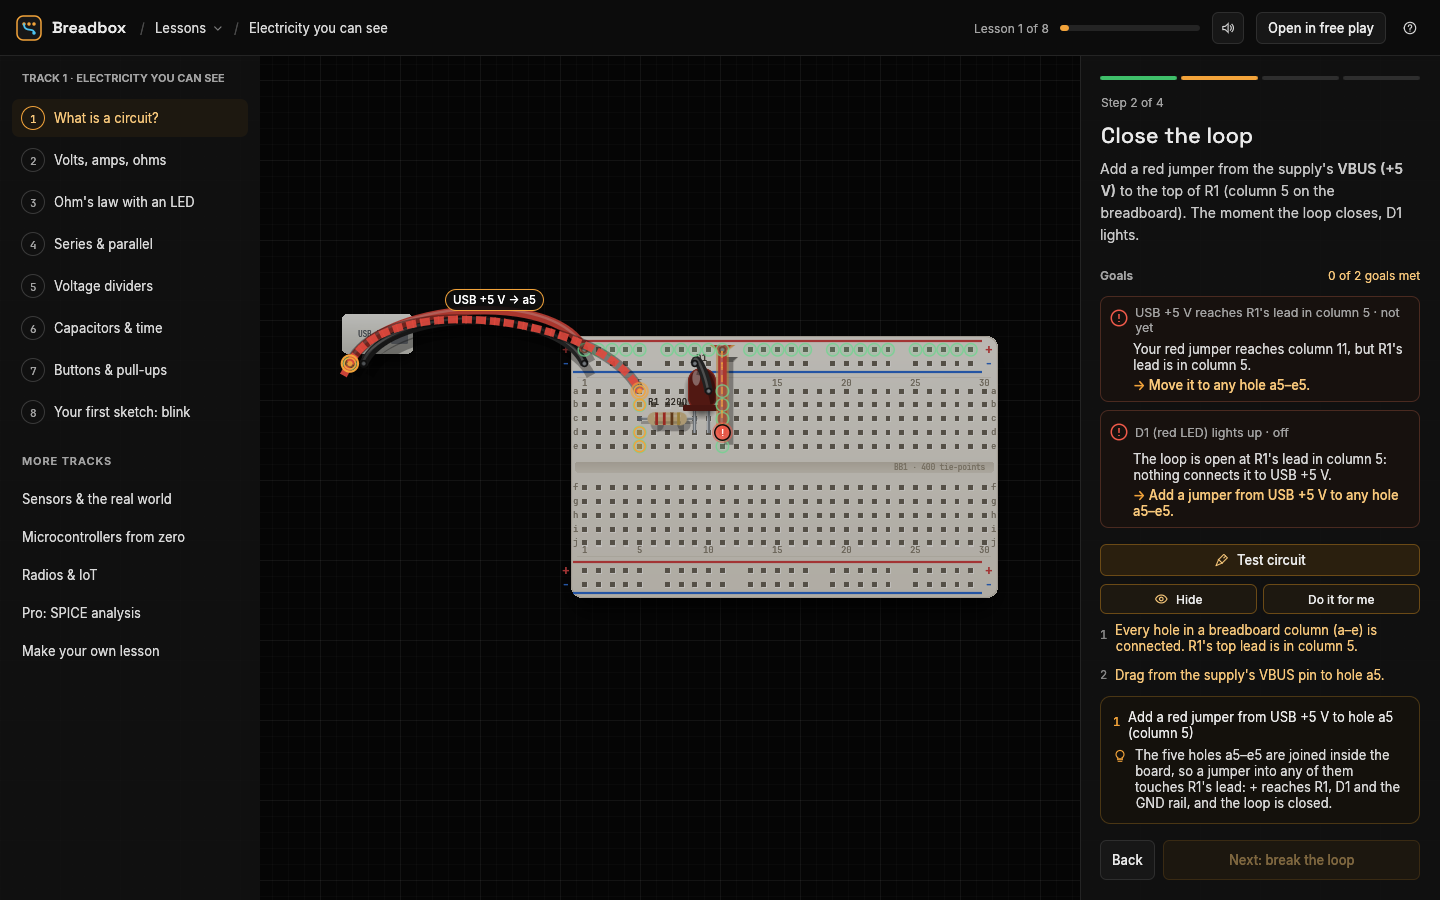 Breadbox / Lessons / Electricity you can see
Lesson 1 of 8
Open in free play
TRACK 1 · ELECTRICITY YOU CAN SEE
1 What is a circuit?
2 Volts, amps, ohms
3 Ohm's law with an LED
4 Series & parallel
5 Voltage dividers
6 Capacitors & time
7 Buttons & pull-ups
8 Your first sketch: blink
MORE TRACKS
Sensors & the real world
Microcontrollers from zero
Radios & IoT
Pro: SPICE analysis
Make your own lesson
USB +5 V → a5
USB
+ +
- -
1 5 15 20 25 30
a a
b b
R1 220Ω
c c
d d
e e
BB1 · 400 tie-points
f f
g g
h h
i i
j j
1 5 10 15 20 25 30
+ +
- -
Step 2 of 4
Close the loop
Add a red jumper from the supply's VBUS (+5
V) to the top of R1 (column 5 on the
breadboard). The moment the loop closes, D1
lights.
Goals
0 of 2 goals met
USB +5 V reaches R1's lead in column 5 · not
yet
Your red jumper reaches column 11, but R1's
lead is in column 5.
→ Move it to any hole a5–e5.
D1 (red LED) lights up · off
The loop is open at R1's lead in column 5:
nothing connects it to USB +5 V.
→ Add a jumper from USB +5 V to any hole
a5–e5.
Test circuit
Hide
Do it for me
1 Every hole in a breadboard column (a–e) is
connected. R1's top lead is in column 5.
2 Drag from the supply's VBUS pin to hole a5.
1 Add a red jumper from USB +5 V to hole a5
(column 5)
The five holes a5–e5 are joined inside the
board, so a jumper into any of them
touches R1's lead: + reaches R1, D1 and the
GND rail, and the loop is closed.
Back
Next: break the loop